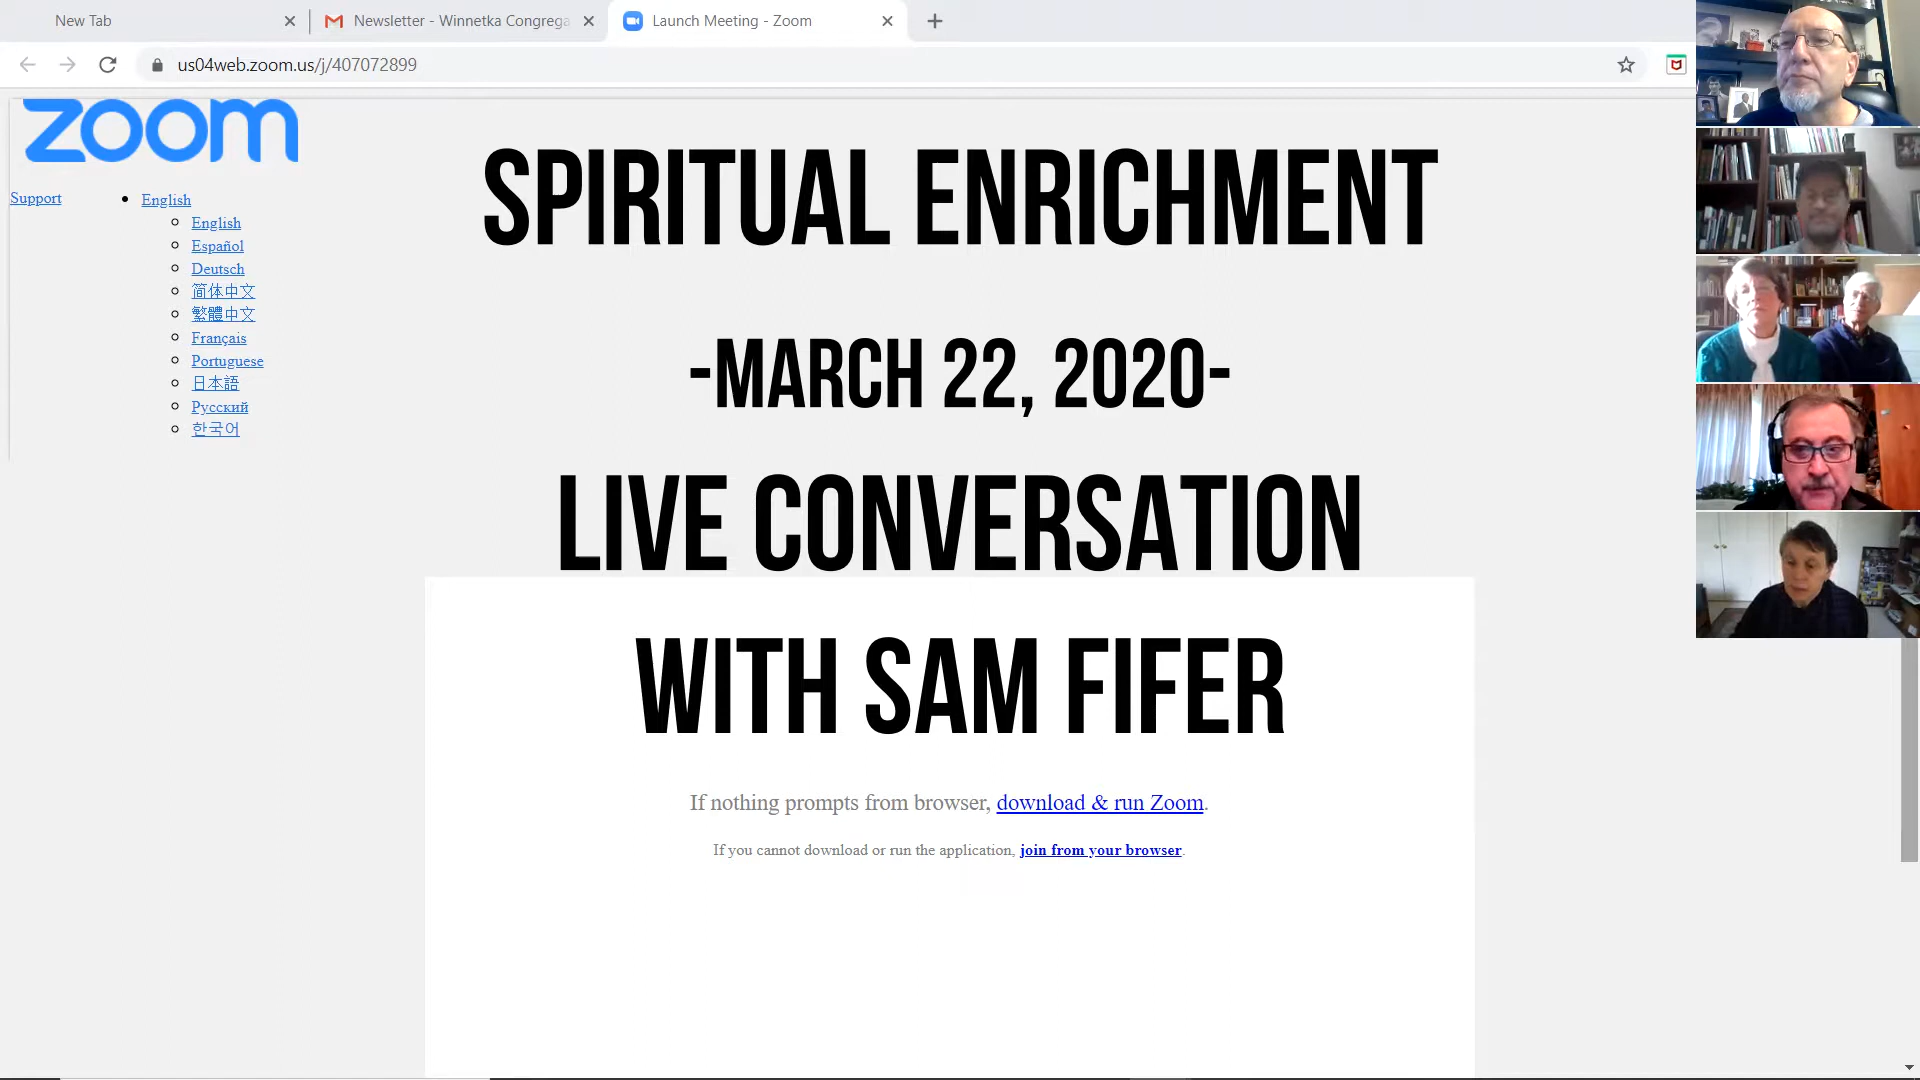 New Tab
Newsletter - Winnetka Congrega
Launch Meeting - Zoom
us04web.zoom.us/j/407072899
zoom
Support
English
English
Español
Deutsch
简体中文
繁體中文
Français
Portuguese
日本語
Русский
한국어
SPIRITUAL ENRICHMENT
-MARCH 22, 2020-
LIVE CONVERSATION
WITH SAM FIFER
If nothing prompts from browser, download & run Zoom.
If you cannot download or run the application, join from your browser.